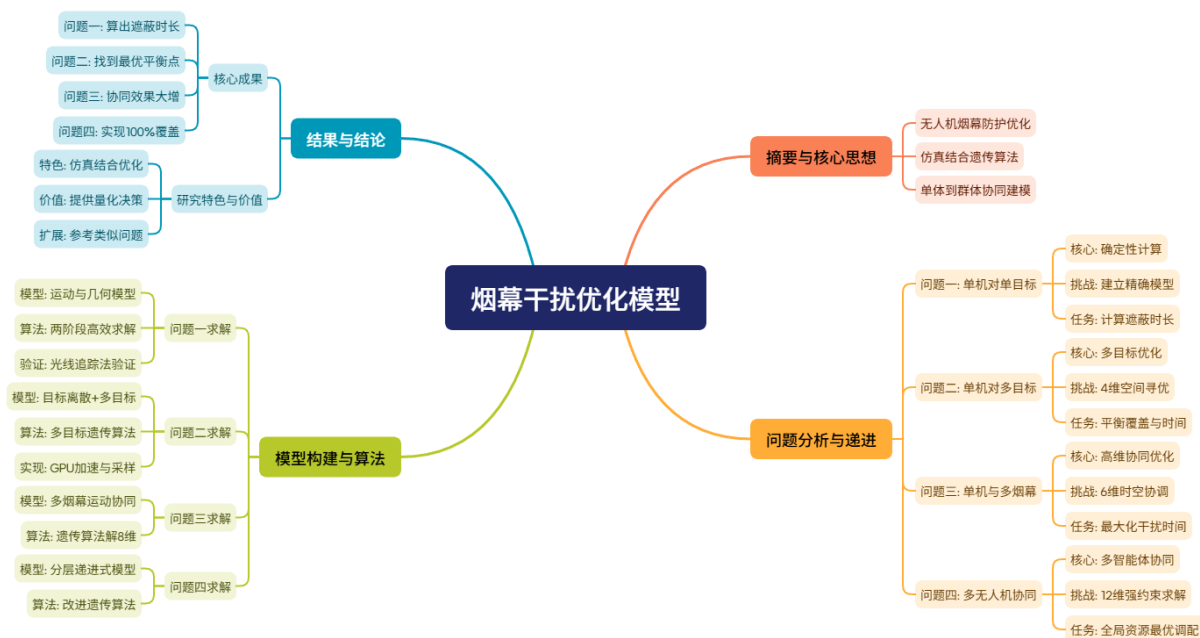 烟幕干扰优化模型
摘要与核心思想
无人机烟幕防护优化
仿真结合遗传算法
单体到群体协同建模
问题分析与递进
问题一: 单机对单目标
核心: 确定性计算
挑战: 建立精确模型
任务: 计算遮蔽时长
问题二: 单机对多目标
核心: 多目标优化
挑战: 4维空间寻优
任务: 平衡覆盖与时间
问题三: 单机与多烟幕
核心: 高维协同优化
挑战: 6维时空协调
任务: 最大化干扰时间
问题四: 多无人机协同
核心: 多智能体协同
挑战: 12维强约束求解
任务: 全局资源最优调配
模型构建与算法
问题一求解
模型: 运动与几何模型
算法: 两阶段高效求解
验证: 光线追踪法验证
问题二求解
模型: 目标离散+多目标
算法: 多目标遗传算法
实现: GPU加速与采样
问题三求解
模型: 多烟幕运动协同
算法: 遗传算法解8维
问题四求解
模型: 分层递进式模型
算法: 改进遗传算法
结果与结论
核心成果
问题一: 算出遮蔽时长
问题二: 找到最优平衡点
问题三: 协同效果大增
问题四: 实现100%覆盖
研究特色与价值
特色: 仿真结合优化
价值: 提供量化决策
扩展: 参考类似问题